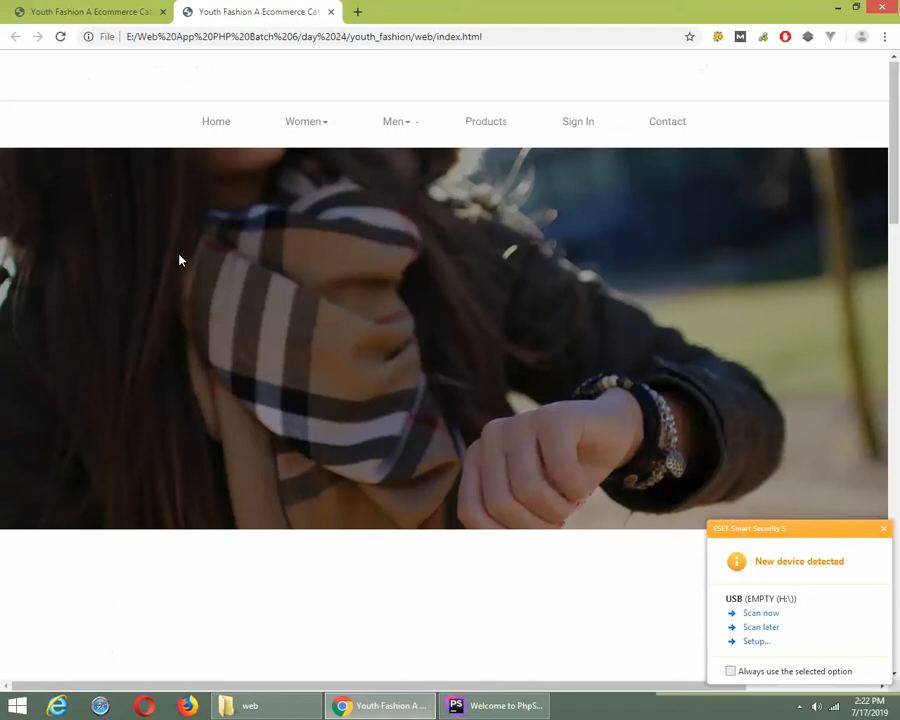 Youth Fashion A Ecommerce Cat
Youth Fashion A Ecommerce Cat
File
E:/Web%20App%20PHP%20Batch%206/day%2024/youth_fashion/web/index.html
Home
Women
Men
Products
Sign In
Contact
ESET Smart Security 5
New device detected
USB (EMPTY (H:\))
Scan now
Scan later
Setup...
Always use the selected option
web
Youth Fashion A ...
Welcome to PhpS...
2:22 PM
7/17/2019